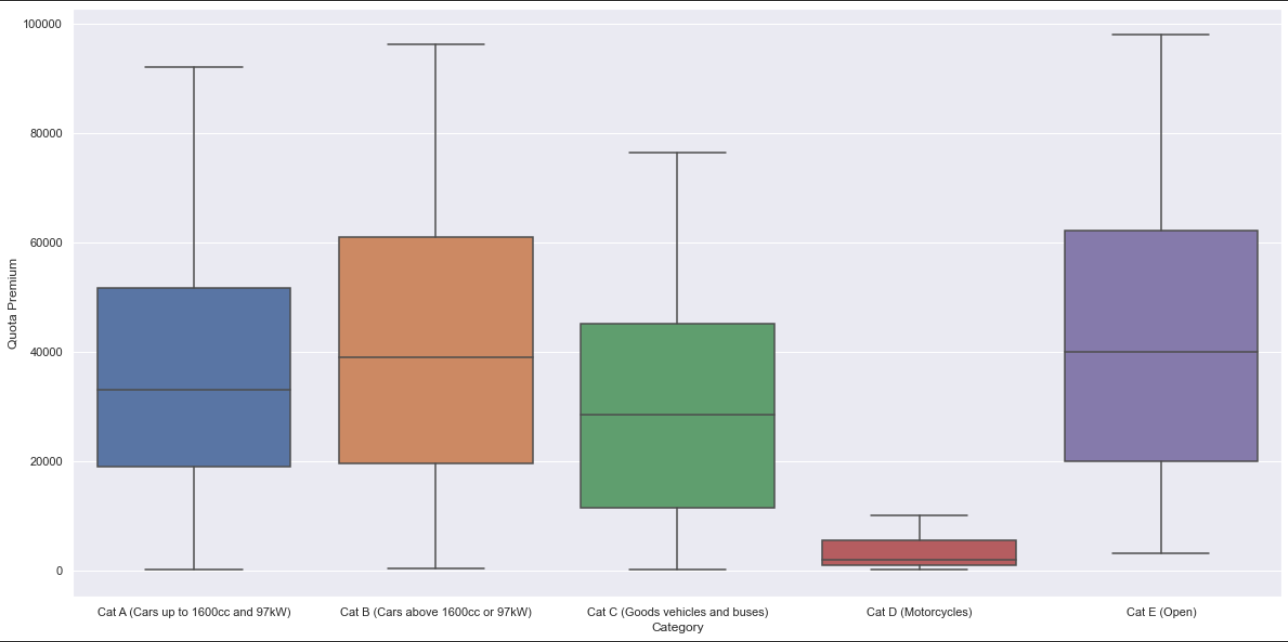 100000
80000
60000
40000
20000
0
Quota Premium
Cat A (Cars up to 1600cc and 97kW)
Cat B (Cars above 1600cc or 97kW)
Cat C (Goods vehicles and buses)
Cat D (Motorcycles)
Cat E (Open)
Category